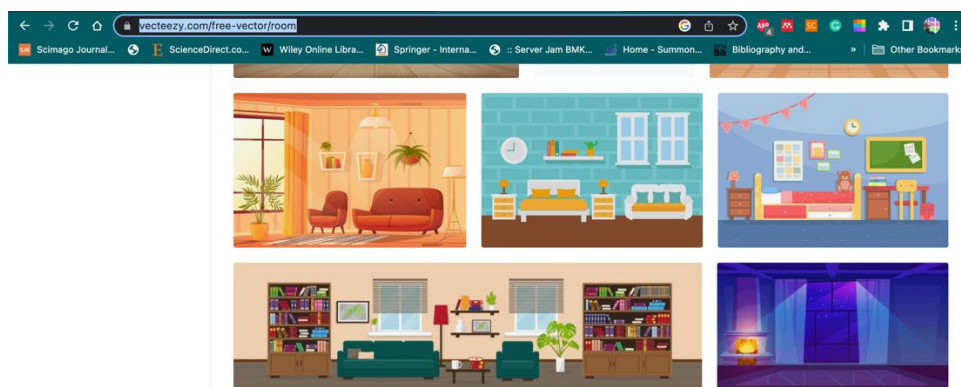 vecteezy.com/free-vector/room
Scimago Journal... ScienceDirect.co... Wiley Online Libra... Springer - Interna... :: Server Jam BMK... Home - Summon... Bibliography and... » Other Bookmarks